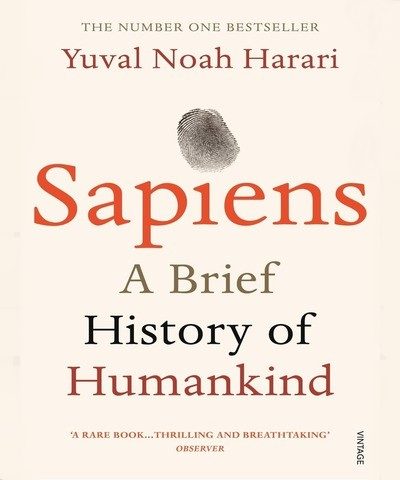 THE NUMBER ONE BESTSELLER
Yuval Noah Harari
Sapiens
A Brief
History of
Humankind
‘A RARE BOOK...THRILLING AND BREATHTAKING’
OBSERVER
VINTAGE